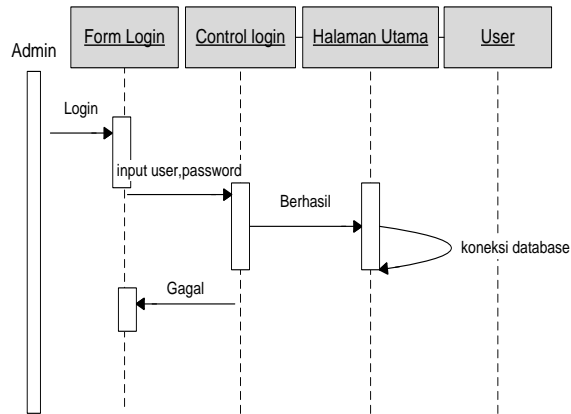 Form Login
Control login
Halaman Utama
User
Admin
Login
input user,password
Berhasil
koneksi database
Gagal